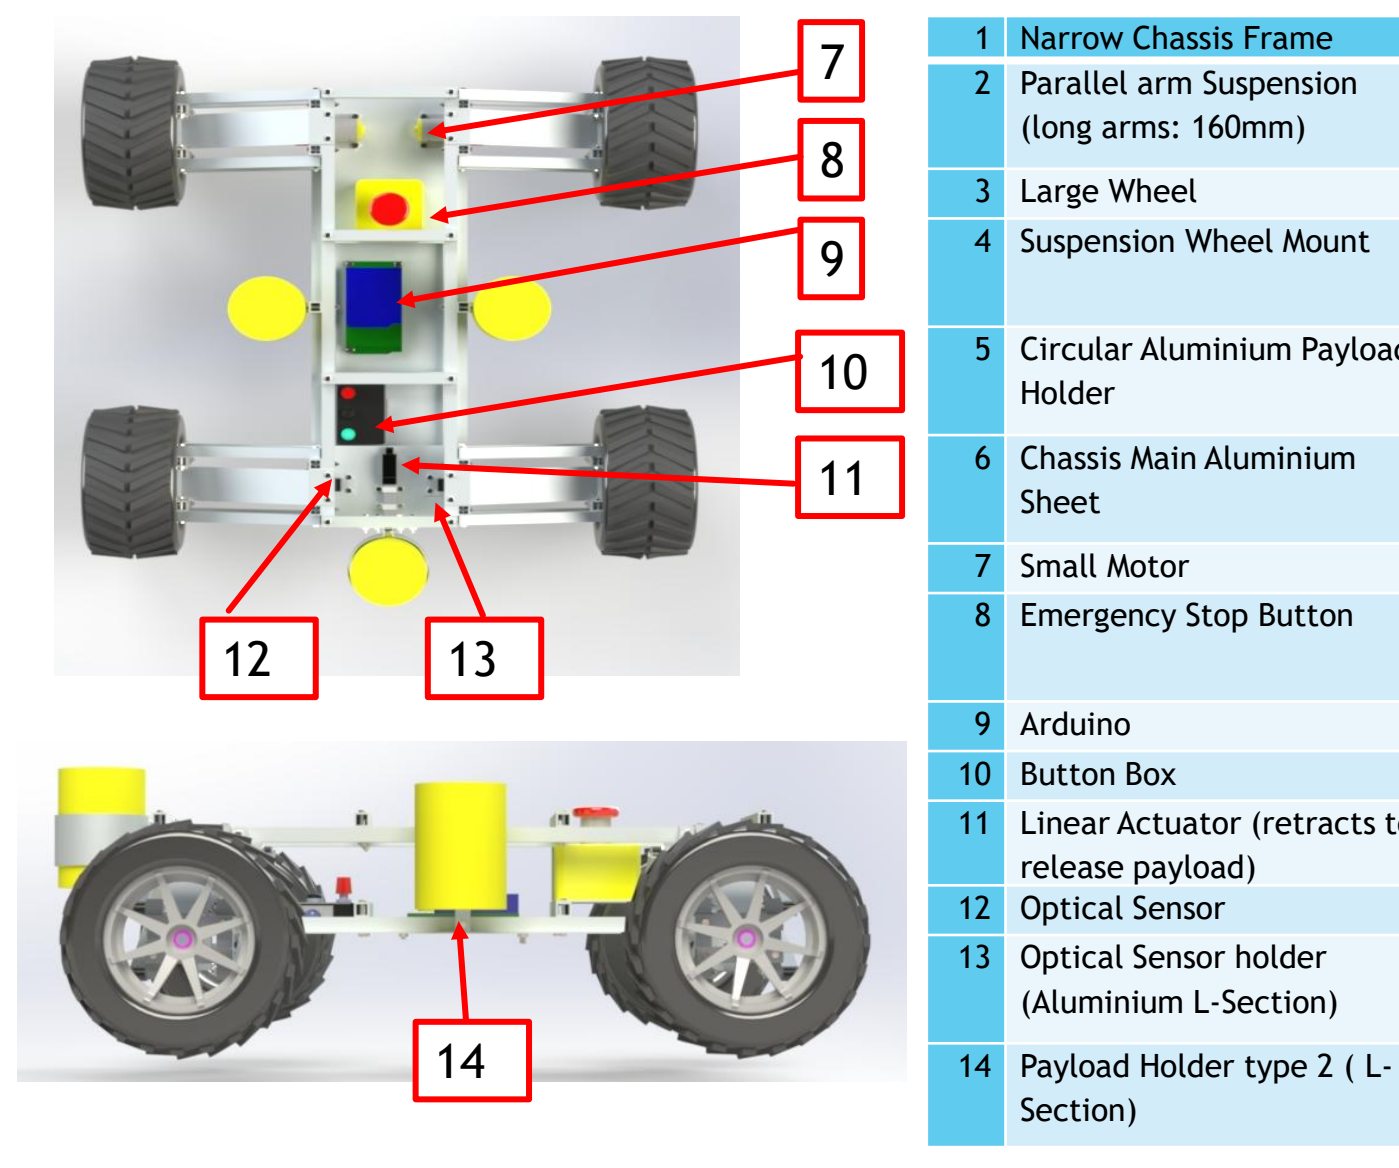 7
8
9
10
11
12
13
14
1 Narrow Chassis Frame
2 Parallel arm Suspension
(long arms: 160mm)
3 Large Wheel
4 Suspension Wheel Mount
5 Circular Aluminium Payload
Holder
6 Chassis Main Aluminium
Sheet
7 Small Motor
8 Emergency Stop Button
9 Arduino
10 Button Box
11 Linear Actuator (retracts to
release payload)
12 Optical Sensor
13 Optical Sensor holder
(Aluminium L-Section)
14 Payload Holder type 2 ( L-
Section)